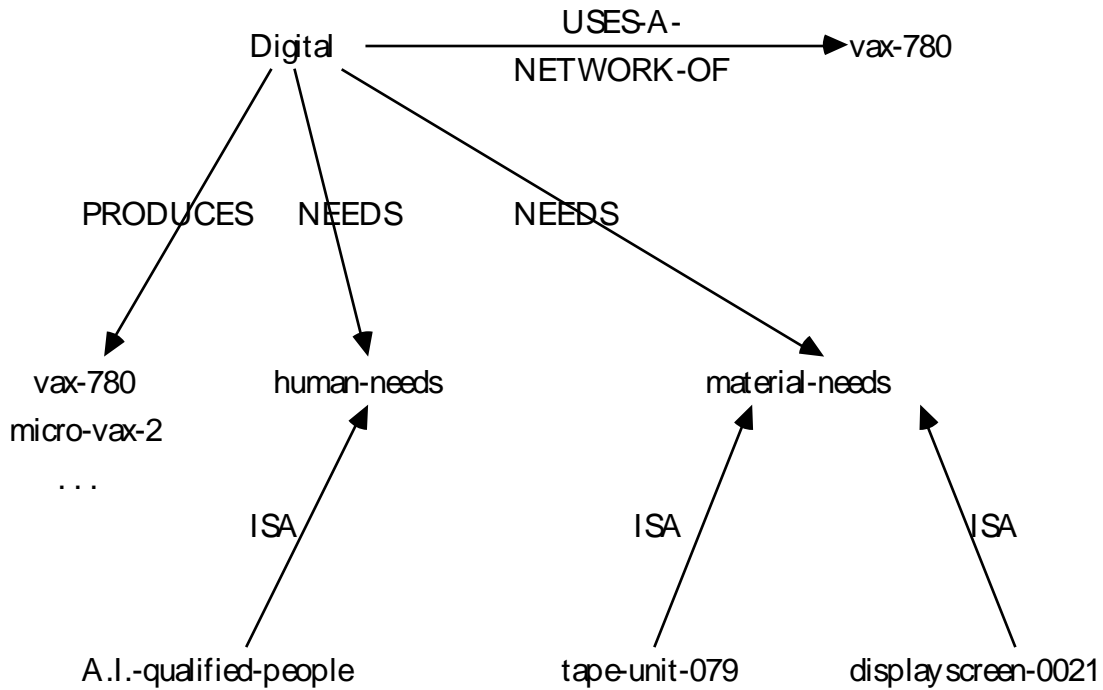 USES-A-
Digital
vax-780
NETWORK-OF
PRODUCES
NEEDS
NEEDS
vax-780
human-needs
material-needs
micro-vax-2
. . .
ISA
ISA
ISA
A.I.-qualified-people
tape-unit-079
displayscreen-0021